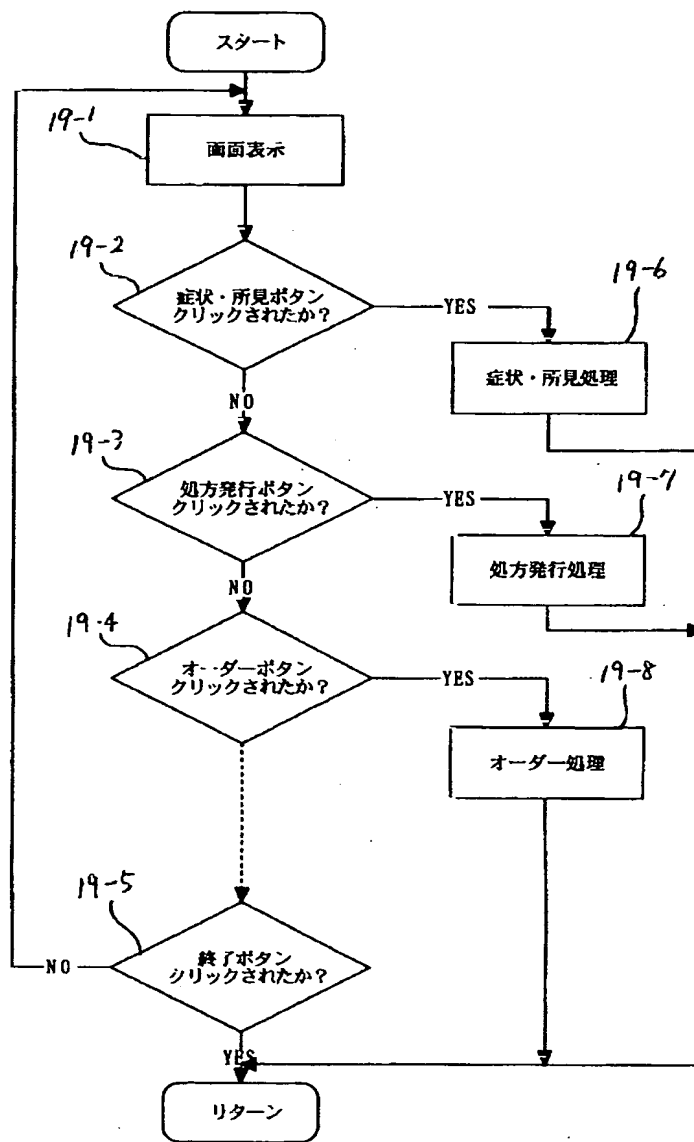 スタート
19-1
画面表示
19-2
症状・所見ボタン
クリックされたか？
YES
19-6
症状・所見処理
NO
19-3
処方発行ボタン
クリックされたか？
YES
19-7
処方発行処理
NO
19-4
オーダーボタン
クリックされたか？
YES
19-8
オーダー処理
19-5
終了ボタン
クリックされたか？
NO
YES
リターン